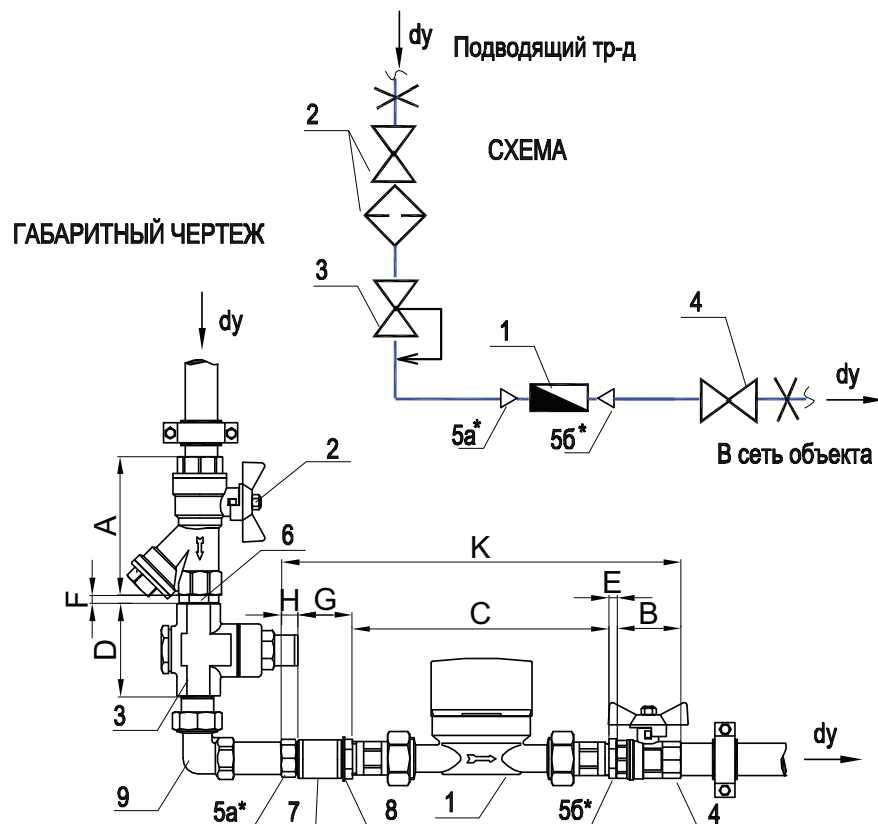 dy
Подводящий тр-д
2
СХЕМА
ГАБАРИТНЫЙ ЧЕРТЕЖ
3
4
1
dy
dy
5а*
5б*
В сеть объекта
2
A
6
K
F
H
G
E
C
B
D
3
dy
9
5а*
7
8
1
5б*
4